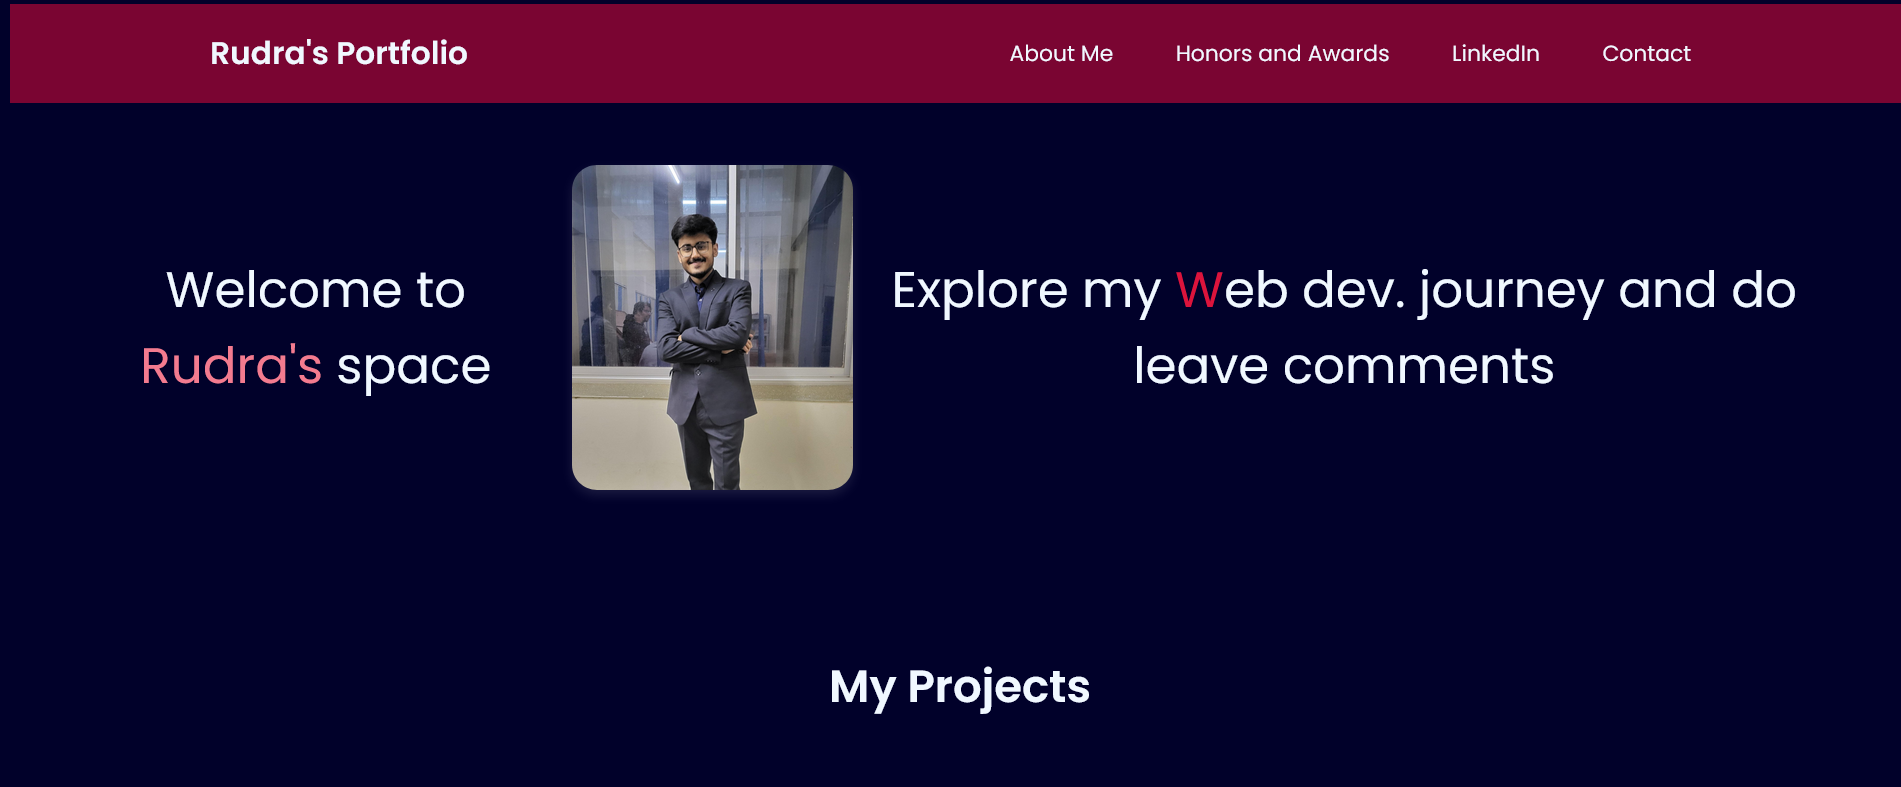 Rudra's Portfolio
About Me Honors and Awards LinkedIn Contact
Welcome to
Rudra's space
Explore my Web dev. journey and do
leave comments
My Projects